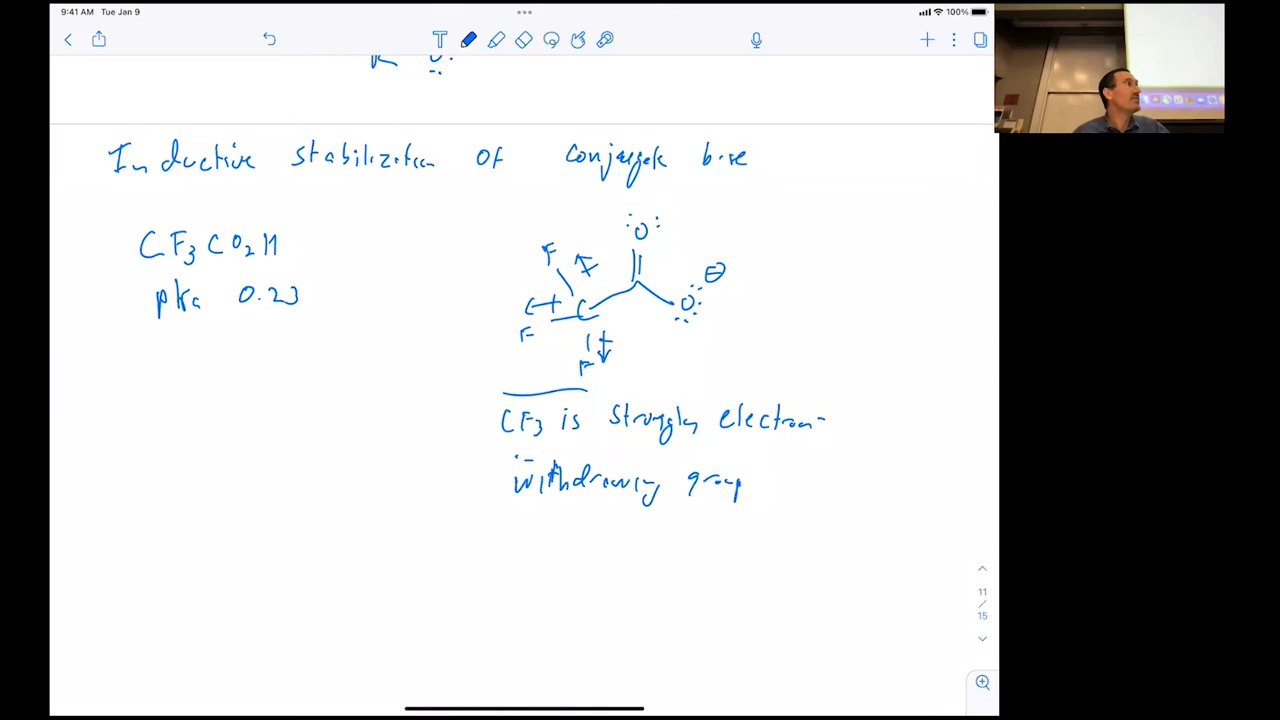 9:41 AM Tue Jan 9
100%
Inductive stabilization of conjugate base
CF3CO2H
pKa 0.23
:O:
F
⊖
C
C
O
F
F
CF3 is strongly electron-
withdrawing group
11
/
15